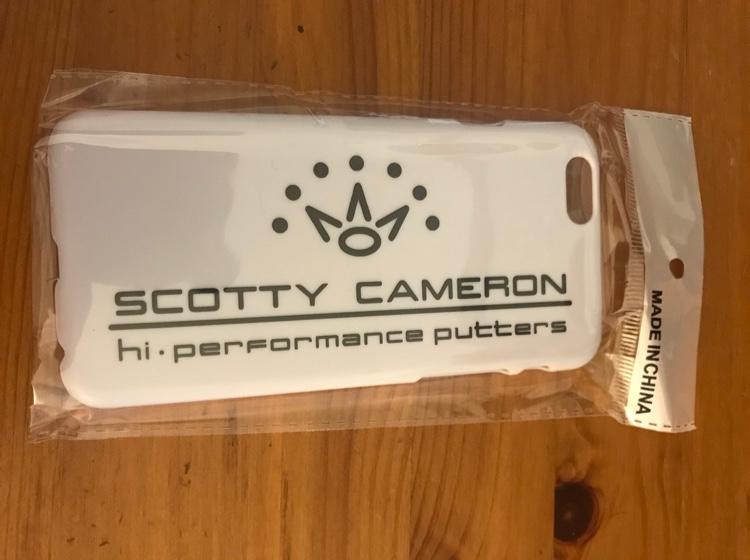 SCOTTY CAMERON
hi·performance putters
MADE IN CHINA